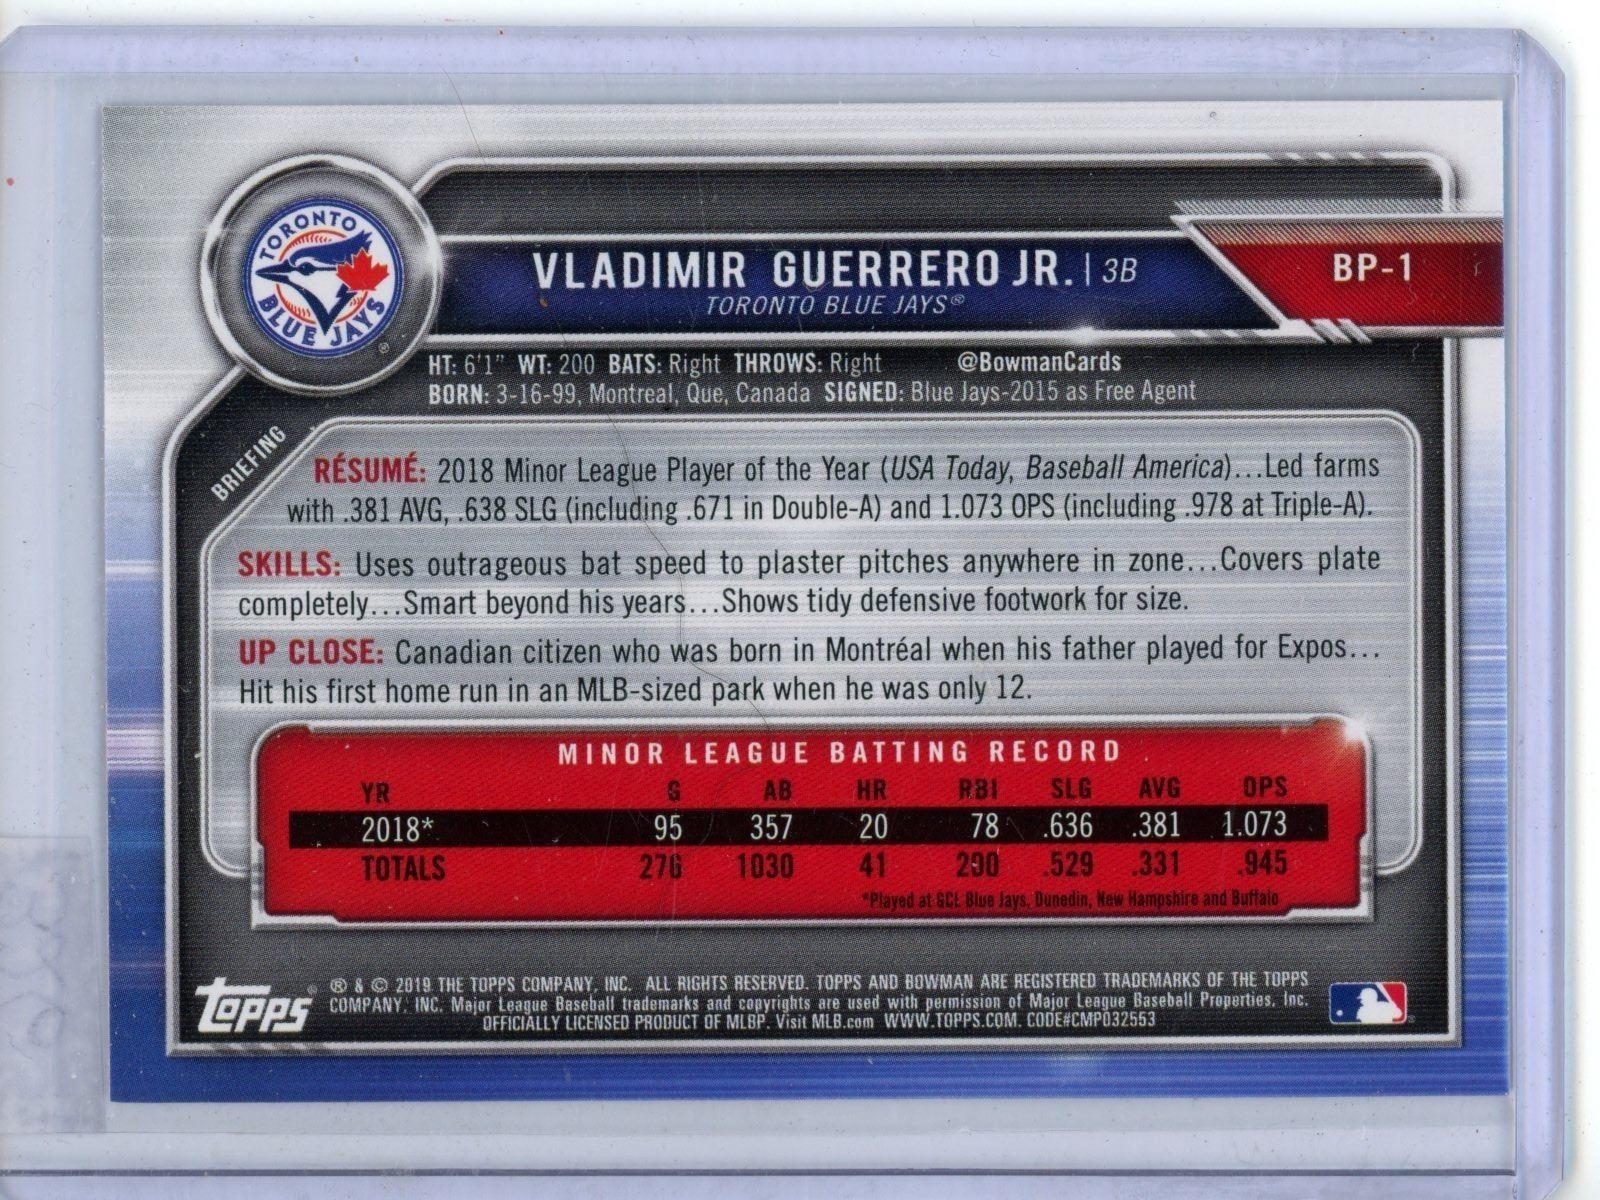 TORONTO
BLUE JAYS
VLADIMIR GUERRERO JR. | 3B
BP-1
TORONTO BLUE JAYS®
HT: 6'1" WT: 200 BATS: Right THROWS: Right @BowmanCards
BORN: 3-16-99, Montreal, Que, Canada SIGNED: Blue Jays-2015 as Free Agent
BRIEFING
RÉSUMÉ: 2018 Minor League Player of the Year (USA Today, Baseball America)...Led farms
with .381 AVG, .638 SLG (including .671 in Double-A) and 1.073 OPS (including .978 at Triple-A).
SKILLS: Uses outrageous bat speed to plaster pitches anywhere in zone...Covers plate
completely...Smart beyond his years...Shows tidy defensive footwork for size.
UP CLOSE: Canadian citizen who was born in Montréal when his father played for Expos...
Hit his first home run in an MLB-sized park when he was only 12.
MINOR LEAGUE BATTING RECORD
YR G AB HR RBI SLG AVG OPS
2018* 95 357 20 78 .636 .381 1.073
TOTALS 276 1030 41 200 .529 .331 .945
*Played at GCL Blue Jays, Dunedin, New Hampshire and Buffalo
topps®
® & © 2019 THE TOPPS COMPANY, INC. ALL RIGHTS RESERVED. TOPPS AND BOWMAN ARE REGISTERED TRADEMARKS OF THE TOPPS
COMPANY, INC. Major League Baseball trademarks and copyrights are used with permission of Major League Baseball Properties, Inc.
OFFICIALLY LICENSED PRODUCT OF MLBP. Visit MLB.com WWW.TOPPS.COM. CODE#CMP032553